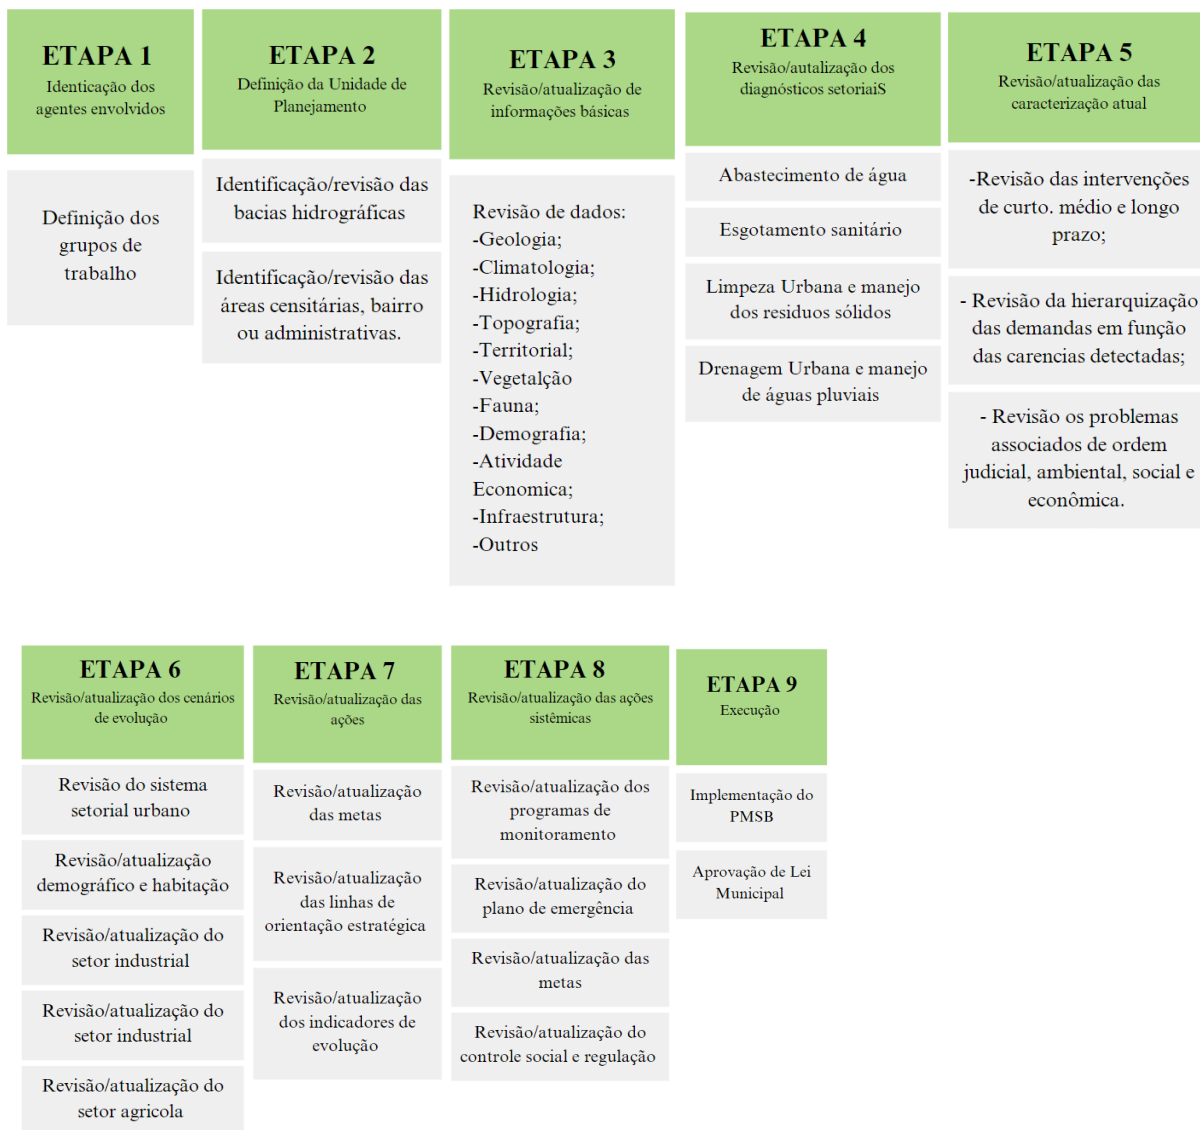 ETAPA 1
Identicação dos
agentes envolvidos
Definição dos
grupos de
trabalho
ETAPA 2
Definição da Unidade de
Planejamento
Identificação/revisão das
bacias hidrográficas
Identificação/revisão das
áreas censitárias, bairro
ou administrativas.
ETAPA 3
Revisão/atualização de
informações básicas
Revisão de dados:
-Geologia;
-Climatologia;
-Hidrologia;
-Topografia;
-Territorial;
-Vegetalção
-Fauna;
-Demografia;
-Atividade
Economica;
-Infraestrutura;
-Outros
ETAPA 4
Revisão/autalização dos
diagnósticos setoriaiS
Abastecimento de água
Esgotamento sanitário
Limpeza Urbana e manejo
dos residuos sólidos
Drenagem Urbana e manejo
de águas pluviais
ETAPA 5
Revisão/atualização das
caracterização atual
-Revisão das intervenções
de curto. médio e longo
prazo;
- Revisão da hierarquização
das demandas em função
das carencias detectadas;
- Revisão os problemas
associados de ordem
judicial, ambiental, social e
econômica.
ETAPA 6
Revisão/atualização dos cenários
de evolução
Revisão do sistema
setorial urbano
Revisão/atualização
demográfico e habitação
Revisão/atualização do
setor industrial
Revisão/atualização do
setor industrial
Revisão/atualização do
setor agricola
ETAPA 7
Revisão/atualização das
ações
Revisão/atualização
das metas
Revisão/atualização
das linhas de
orientação estratégica
Revisão/atualização
dos indicadores de
evolução
ETAPA 8
Revisão/atualização das ações
sistêmicas
Revisão/atualização dos
programas de
monitoramento
Revisão/atualização do
plano de emergência
Revisão/atualização das
metas
Revisão/atualização do
controle social e regulação
ETAPA 9
Execução
Implementação do
PMSB
Aprovação de Lei
Municipal